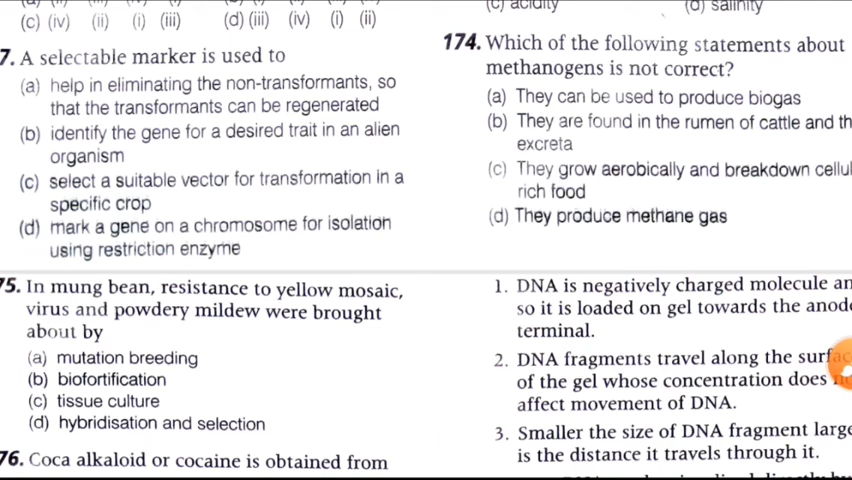 (c) (iv) (ii) (i) (iii) (d) (iii) (iv) (i) (ii)
7. A selectable marker is used to
(a) help in eliminating the non-transformants, so
that the transformants can be regenerated
(b) identify the gene for a desired trait in an alien
organism
(c) select a suitable vector for transformation in a
specific crop
(d) mark a gene on a chromosome for isolation
using restriction enzyme
(c) acidity (d) salinity
174. Which of the following statements about
methanogens is not correct?
(a) They can be used to produce biogas
(b) They are found in the rumen of cattle and th
excreta
(c) They grow aerobically and breakdown cellul
rich food
(d) They produce methane gas
75. In mung bean, resistance to yellow mosaic,
virus and powdery mildew were brought
about by
(a) mutation breeding
(b) biofortification
(c) tissue culture
(d) hybridisation and selection
76. Coca alkaloid or cocaine is obtained from
1. DNA is negatively charged molecule an
so it is loaded on gel towards the anod
terminal.
2. DNA fragments travel along the surfac
of the gel whose concentration does
affect movement of DNA.
3. Smaller the size of DNA fragment large
is the distance it travels through it.